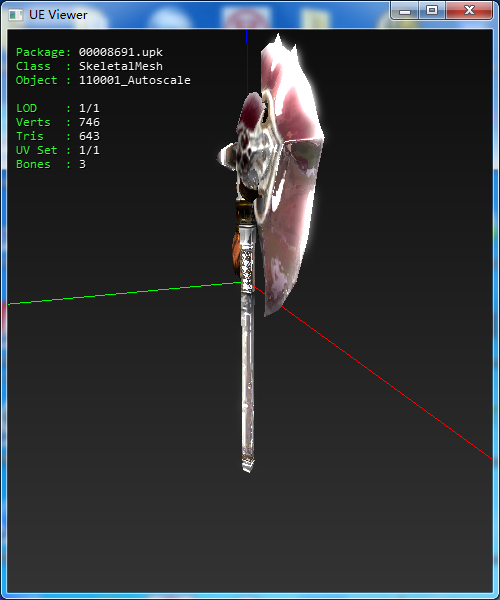 UE Viewer
Package: 00008691.upk
Class : SkeletalMesh
Object : 110001_Autoscale
LOD : 1/1
Verts : 746
Tris : 643
UV Set : 1/1
Bones : 3